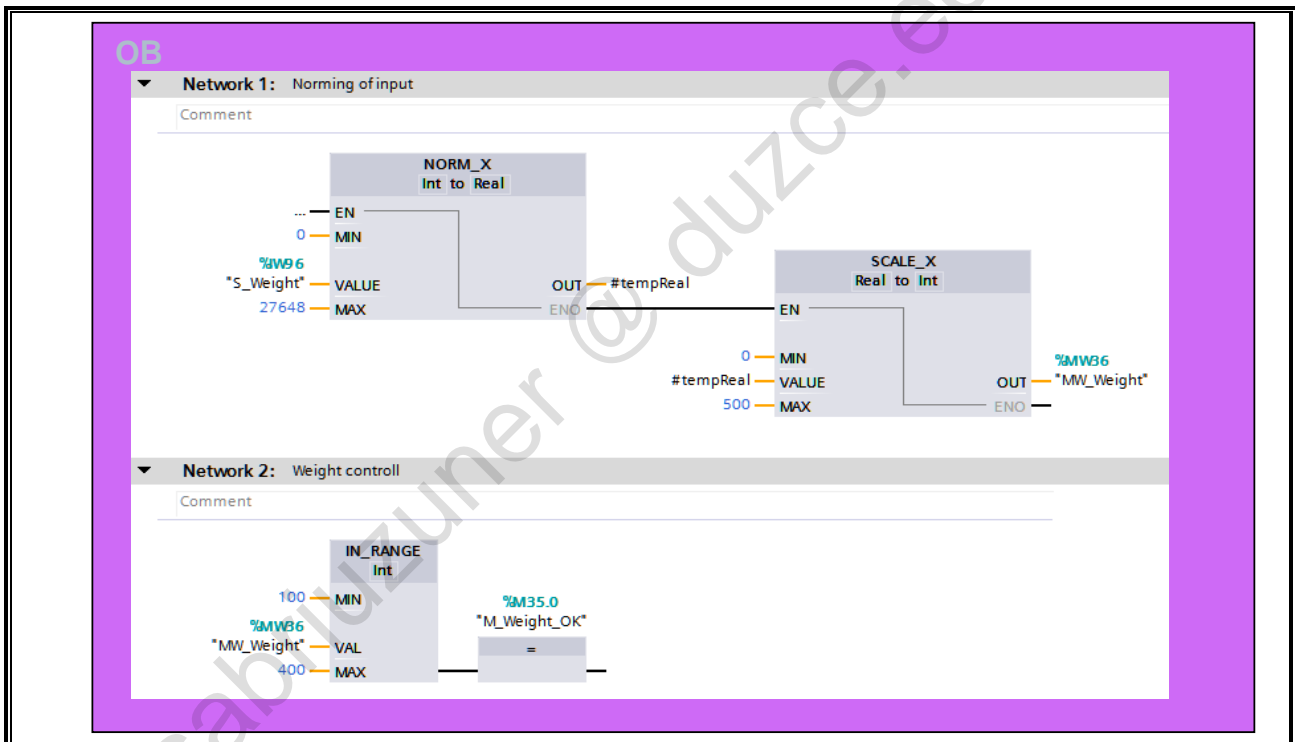 OB
Network 1: Norming of input
Comment
NORM_X
Int to Real
... EN
0 MIN
%IW96
"S_Weight" VALUE OUT #tempReal
27648 MAX ENO
SCALE_X
Real to Int
EN
0 MIN
%MW36
#tempReal VALUE OUT "MW_Weight"
500 MAX ENO
Network 2: Weight controll
Comment
IN_RANGE
Int
100 MIN
%M35.0
"M_Weight_OK"
%MW36
"MW_Weight" VAL =
400 MAX
sabriuzuner @ duzce.e